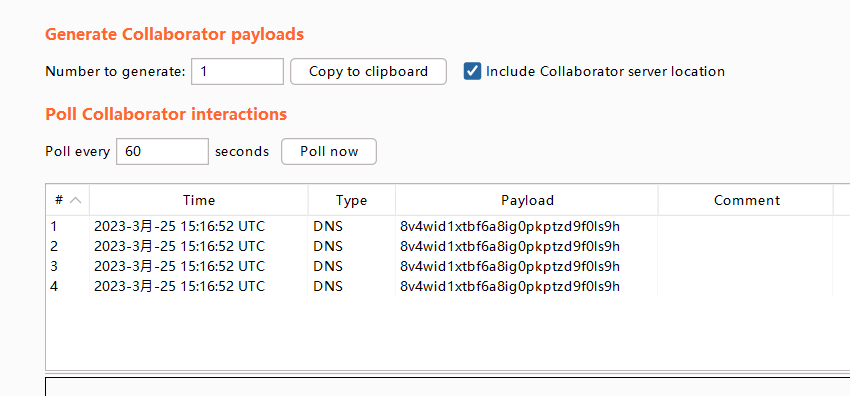 Generate Collaborator payloads
Number to generate: 1 Copy to clipboard Include Collaborator server location
Poll Collaborator interactions
Poll every 60 seconds Poll now
# Time Type Payload Comment
1 2023-3月-25 15:16:52 UTC DNS 8v4wid1xtbf6a8ig0pkptzd9f0ls9h
2 2023-3月-25 15:16:52 UTC DNS 8v4wid1xtbf6a8ig0pkptzd9f0ls9h
3 2023-3月-25 15:16:52 UTC DNS 8v4wid1xtbf6a8ig0pkptzd9f0ls9h
4 2023-3月-25 15:16:52 UTC DNS 8v4wid1xtbf6a8ig0pkptzd9f0ls9h